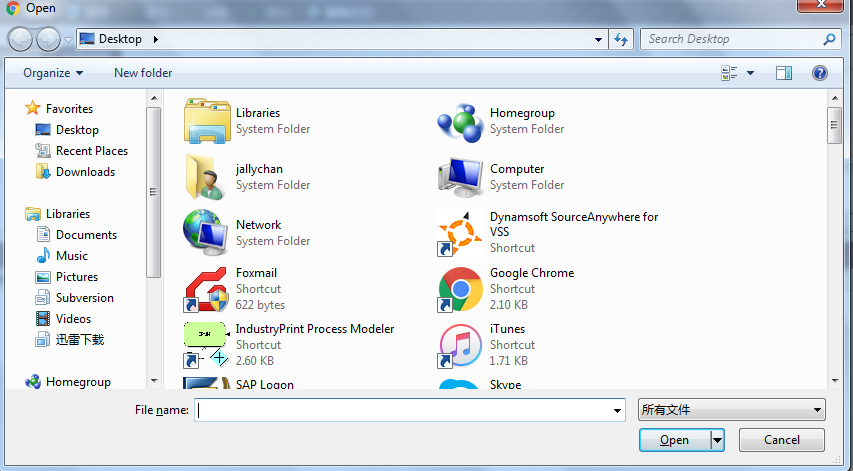 Open
Desktop
Search Desktop
Organize
New folder
Favorites
Desktop
Recent Places
Downloads
Libraries
Documents
Music
Pictures
Subversion
Videos
迅雷下载
Homegroup
Libraries
System Folder
Homegroup
System Folder
jallychan
System Folder
Computer
System Folder
Network
System Folder
Dynamsoft SourceAnywhere for
VSS
Shortcut
Foxmail
Shortcut
622 bytes
Google Chrome
Shortcut
2.10 KB
IndustryPrint Process Modeler
Shortcut
2.60 KB
iTunes
Shortcut
1.71 KB
SAP Logon
Skype
File name:
所有文件
Open
Cancel